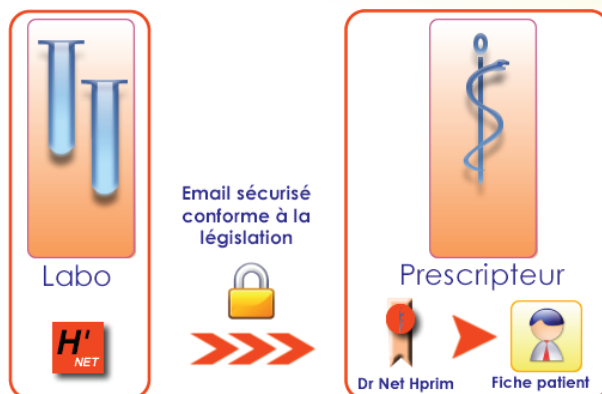 Email sécurisé
conforme à la
législation
Labo
Prescripteur
H'
NET
Dr Net Hprim
Fiche patient